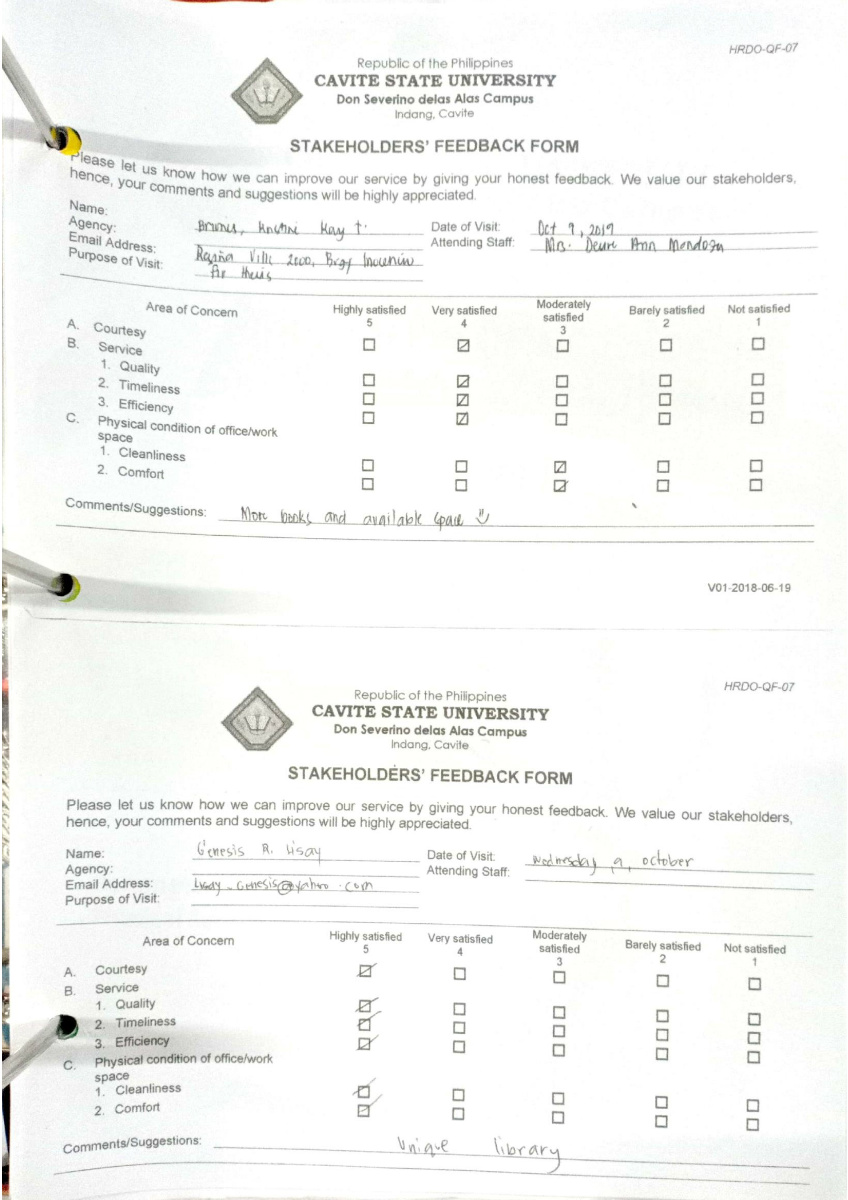 HRDO-QF-07
Republic of the Philippines
CAVITE STATE UNIVERSITY
Don Severino delas Alas Campus
Indang, Cavite
STAKEHOLDERS' FEEDBACK FORM
Please let us know how we can improve our service by giving your honest feedback. We value our stakeholders,
hence, your comments and suggestions will be highly appreciated.
Name:
Agency: Kay t. Date of Visit: Oct 9, 2019
Email Address: 2000, Brgy Attending Staff: Mrs. Ann Mendoza
Purpose of Visit: For thesis
Area of Concern Highly satisfied 5 Very satisfied 4 Moderately satisfied 3 Barely satisfied 2 Not satisfied 1
A. Courtesy
B. Service
1. Quality
2. Timeliness
3. Efficiency
C. Physical condition of office/work
space
1. Cleanliness
2. Comfort
Comments/Suggestions: More books and available space
V01-2018-06-19
HRDO-QF-07
Republic of the Philippines
CAVITE STATE UNIVERSITY
Don Severino delas Alas Campus
Indang, Cavite
STAKEHOLDERS' FEEDBACK FORM
Please let us know how we can improve our service by giving your honest feedback. We value our stakeholders,
hence, your comments and suggestions will be highly appreciated.
Name: Genesis R. Lisay Date of Visit: Wednesday 9, october
Agency: Attending Staff:
Email Address: Lisay_Genesis@yahoo.com
Purpose of Visit:
Area of Concern Highly satisfied 5 Very satisfied 4 Moderately satisfied 3 Barely satisfied 2 Not satisfied 1
A. Courtesy
B. Service
1. Quality
2. Timeliness
3. Efficiency
C. Physical condition of office/work
space
1. Cleanliness
2. Comfort
Comments/Suggestions: Unique library